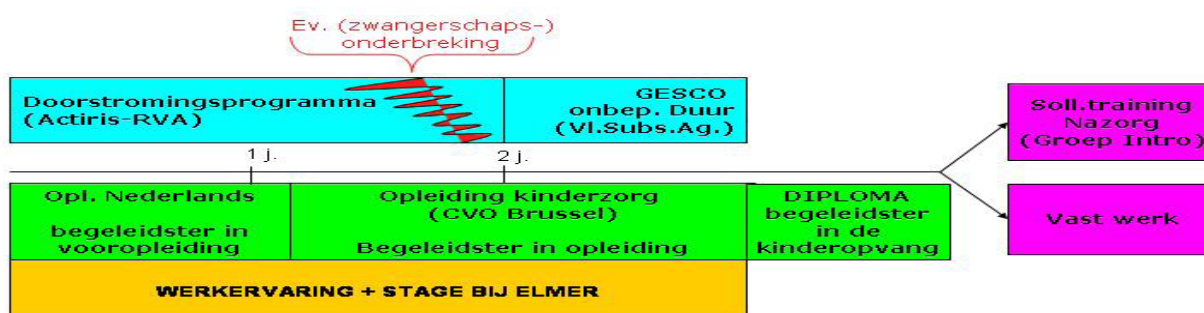 Ev. (zwangerschaps-)
onderbreking
Doorstromingsprogramma
(Actiris-RVA)
GESCO
onbep. Duur
(Vl.Subs.Ag.)
Soll.training
Nazorg
(Groep Intro)
1 j.
2 j.
Opl. Nederlands
begeleidster in
vooropleiding
Opleiding kinderzorg
(CVO Brussel)
Begeleidster in opleiding
DIPLOMA
begeleidster
in de
kinderopvang
Vast werk
WERKERVARING + STAGE BIJ ELMER